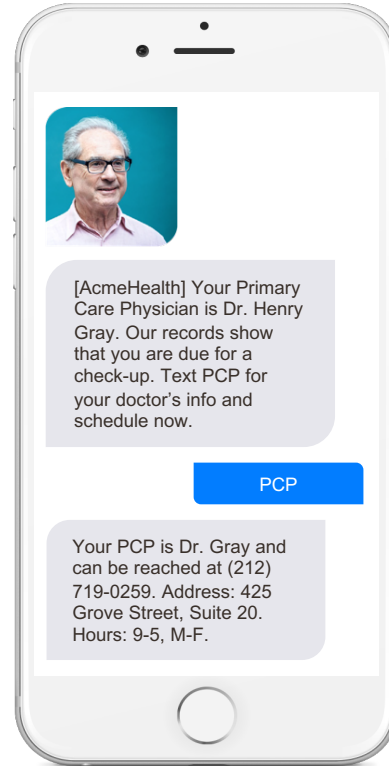 [AcmeHealth] Your Primary
Care Physician is Dr. Henry
Gray. Our records show
that you are due for a
check-up. Text PCP for
your doctor’s info and
schedule now.
PCP
Your PCP is Dr. Gray and
can be reached at (212)
719-0259. Address: 425
Grove Street, Suite 20.
Hours: 9-5, M-F.